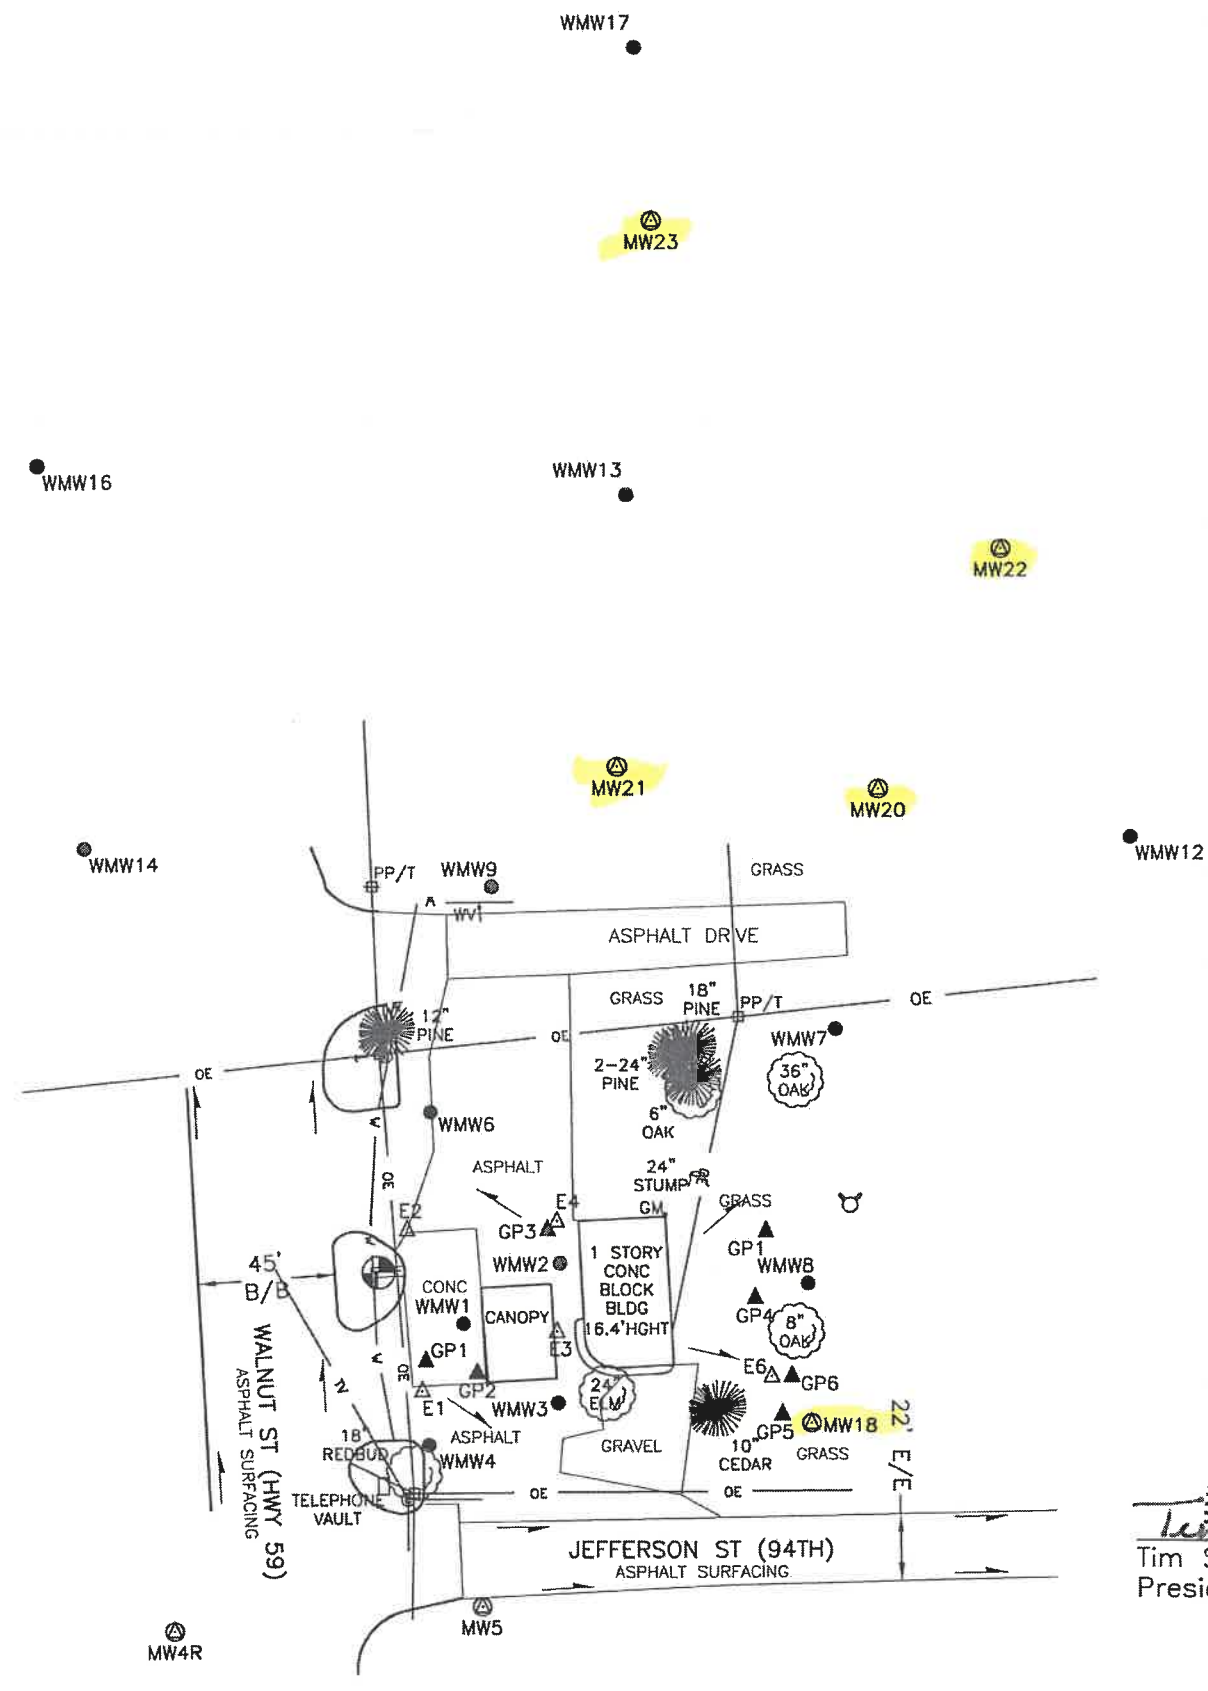 WMW17
MW23
WMW16
WMW13
MW22
MW21
MW20
WMW14
WMW12
PP/T
WMW9
GRASS
W
WV
ASPHALT DRIVE
GRASS
18"
PINE
PP/T
OE
12"
PINE
OE
WMW7
2-24"
PINE
36"
OAK
OE
6"
OAK
W
WMW6
ASPHALT
24"
STUMP
OE
GRASS
E2
E4
GM
GP3
GP1
W
WMW2
1 STORY
CONC
BLOCK
BLDG
16.4'HGHT
WMW8
45'
B/B
CONC
WMW1
CANOPY
GP4
8"
OAK
E3
GP1
W
OE
GP2
E6
GP6
24"
ELM
E1
WMW3
GP5
MW18
22' E/E
WALNUT ST (HWY 59)
ASPHALT SURFACING
18"
REDBUD
ASPHALT
GRAVEL
10"
CEDAR
GRASS
WMW4
TELEPHONE
VAULT
OE
OE
JEFFERSON ST (94TH)
ASPHALT SURFACING
Tim
MW5
MW4R